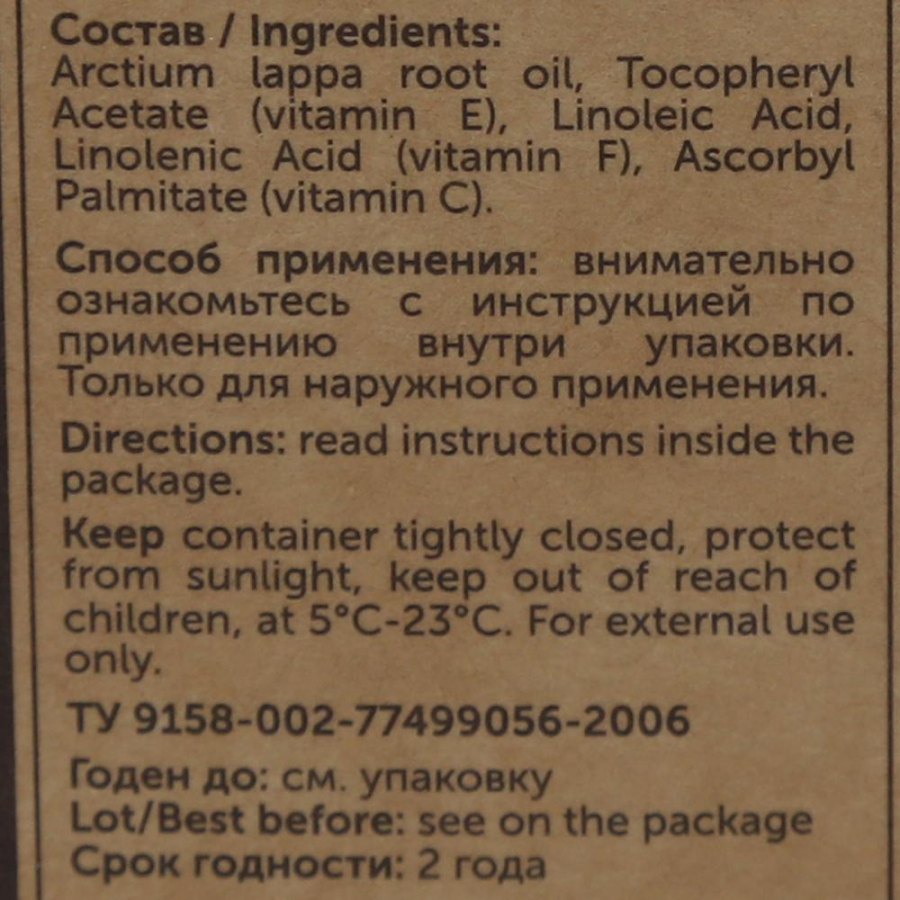 Состав / Ingredients:
Arctium lappa root oil, Tocopheryl
Acetate (vitamin E), Linoleic Acid,
Linolenic Acid (vitamin F), Ascorbyl
Palmitate (vitamin C).
Способ применения: внимательно
ознакомьтесь с инструкцией по
применению внутри упаковки.
Только для наружного применения.
Directions: read instructions inside the
package.
Keep container tightly closed, protect
from sunlight, keep out of reach of
children, at 5°C-23°C. For external use
only.
ТУ 9158-002-77499056-2006
Годен до: см. упаковку
Lot/Best before: see on the package
Срок годности: 2 года